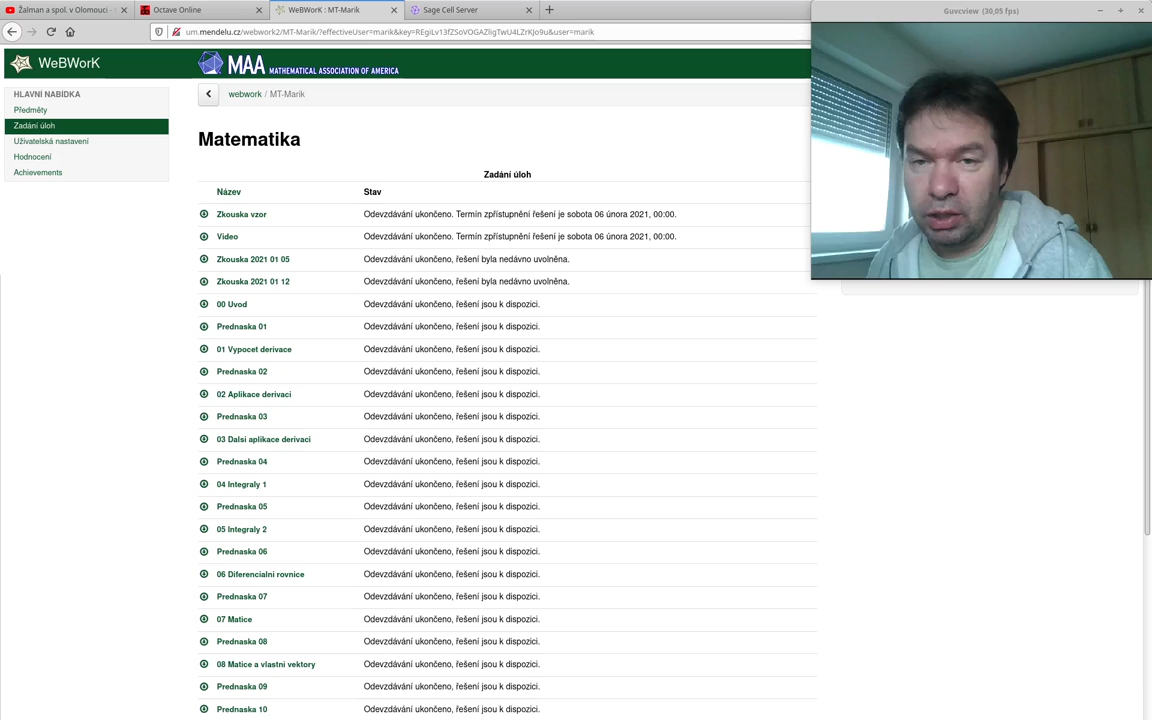 Žalman a spol. v Olomouci -
Octave Online
WeBWorK : MT-Marik
Sage Cell Server
Guvcview (30,05 fps)
um.mendelu.cz/webwork2/MT-Marik/?effectiveUser=marik&key=REgiLv13fZSoVOGAZligTwU4LZrKJo9u&user=marik
WeBWorK
MAA MATHEMATICAL ASSOCIATION OF AMERICA
HLAVNÍ NABÍDKA
Předměty
Zadání úloh
Uživatelská nastavení
Hodnocení
Achievements
webwork / MT-Marik
Matematika
Zadání úloh
Název Stav
Zkouska vzor Odevzdávání ukončeno. Termín zpřístupnění řešení je sobota 06 února 2021, 00:00.
Video Odevzdávání ukončeno. Termín zpřístupnění řešení je sobota 06 února 2021, 00:00.
Zkouska 2021 01 05 Odevzdávání ukončeno, řešení byla nedávno uvolněna.
Zkouska 2021 01 12 Odevzdávání ukončeno, řešení byla nedávno uvolněna.
00 Uvod Odevzdávání ukončeno, řešení jsou k dispozici.
Prednaska 01 Odevzdávání ukončeno, řešení jsou k dispozici.
01 Vypocet derivace Odevzdávání ukončeno, řešení jsou k dispozici.
Prednaska 02 Odevzdávání ukončeno, řešení jsou k dispozici.
02 Aplikace derivaci Odevzdávání ukončeno, řešení jsou k dispozici.
Prednaska 03 Odevzdávání ukončeno, řešení jsou k dispozici.
03 Dalsi aplikace derivaci Odevzdávání ukončeno, řešení jsou k dispozici.
Prednaska 04 Odevzdávání ukončeno, řešení jsou k dispozici.
04 Integraly 1 Odevzdávání ukončeno, řešení jsou k dispozici.
Prednaska 05 Odevzdávání ukončeno, řešení jsou k dispozici.
05 Integraly 2 Odevzdávání ukončeno, řešení jsou k dispozici.
Prednaska 06 Odevzdávání ukončeno, řešení jsou k dispozici.
06 Diferencialni rovnice Odevzdávání ukončeno, řešení jsou k dispozici.
Prednaska 07 Odevzdávání ukončeno, řešení jsou k dispozici.
07 Matice Odevzdávání ukončeno, řešení jsou k dispozici.
Prednaska 08 Odevzdávání ukončeno, řešení jsou k dispozici.
08 Matice a vlastni vektory Odevzdávání ukončeno, řešení jsou k dispozici.
Prednaska 09 Odevzdávání ukončeno, řešení jsou k dispozici.
Prednaska 10 Odevzdávání ukončeno, řešení jsou k dispozici.